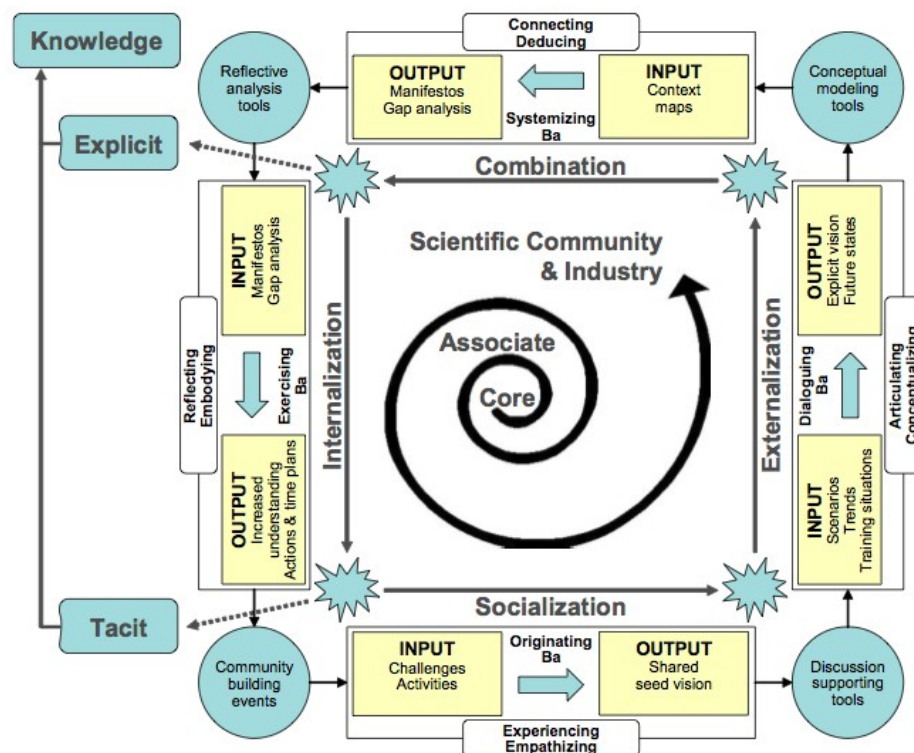 Knowledge
Explicit
Tacit
Reflective
analysis
tools
Connecting
Deducing
OUTPUT
Manifestos
Gap analysis
Systemizing
Ba
INPUT
Context
maps
Conceptual
modeling
tools
Combination
INPUT
Manifestos
Gap analysis
Reflecting
Embodying
Exercising
Ba
OUTPUT
Increased
understanding
Actions & time plans
Internalization
Scientific Community
& Industry
Associate
Core
Externalization
OUTPUT
Explicit vision
Future states
Dialoguing
Ba
Articulating
Conceptualizing
INPUT
Scenarios
Trends
Training situations
Socialization
Community
building
events
INPUT
Challenges
Activities
Originating
Ba
OUTPUT
Shared
seed vision
Experiencing
Empathizing
Discussion
supporting
tools